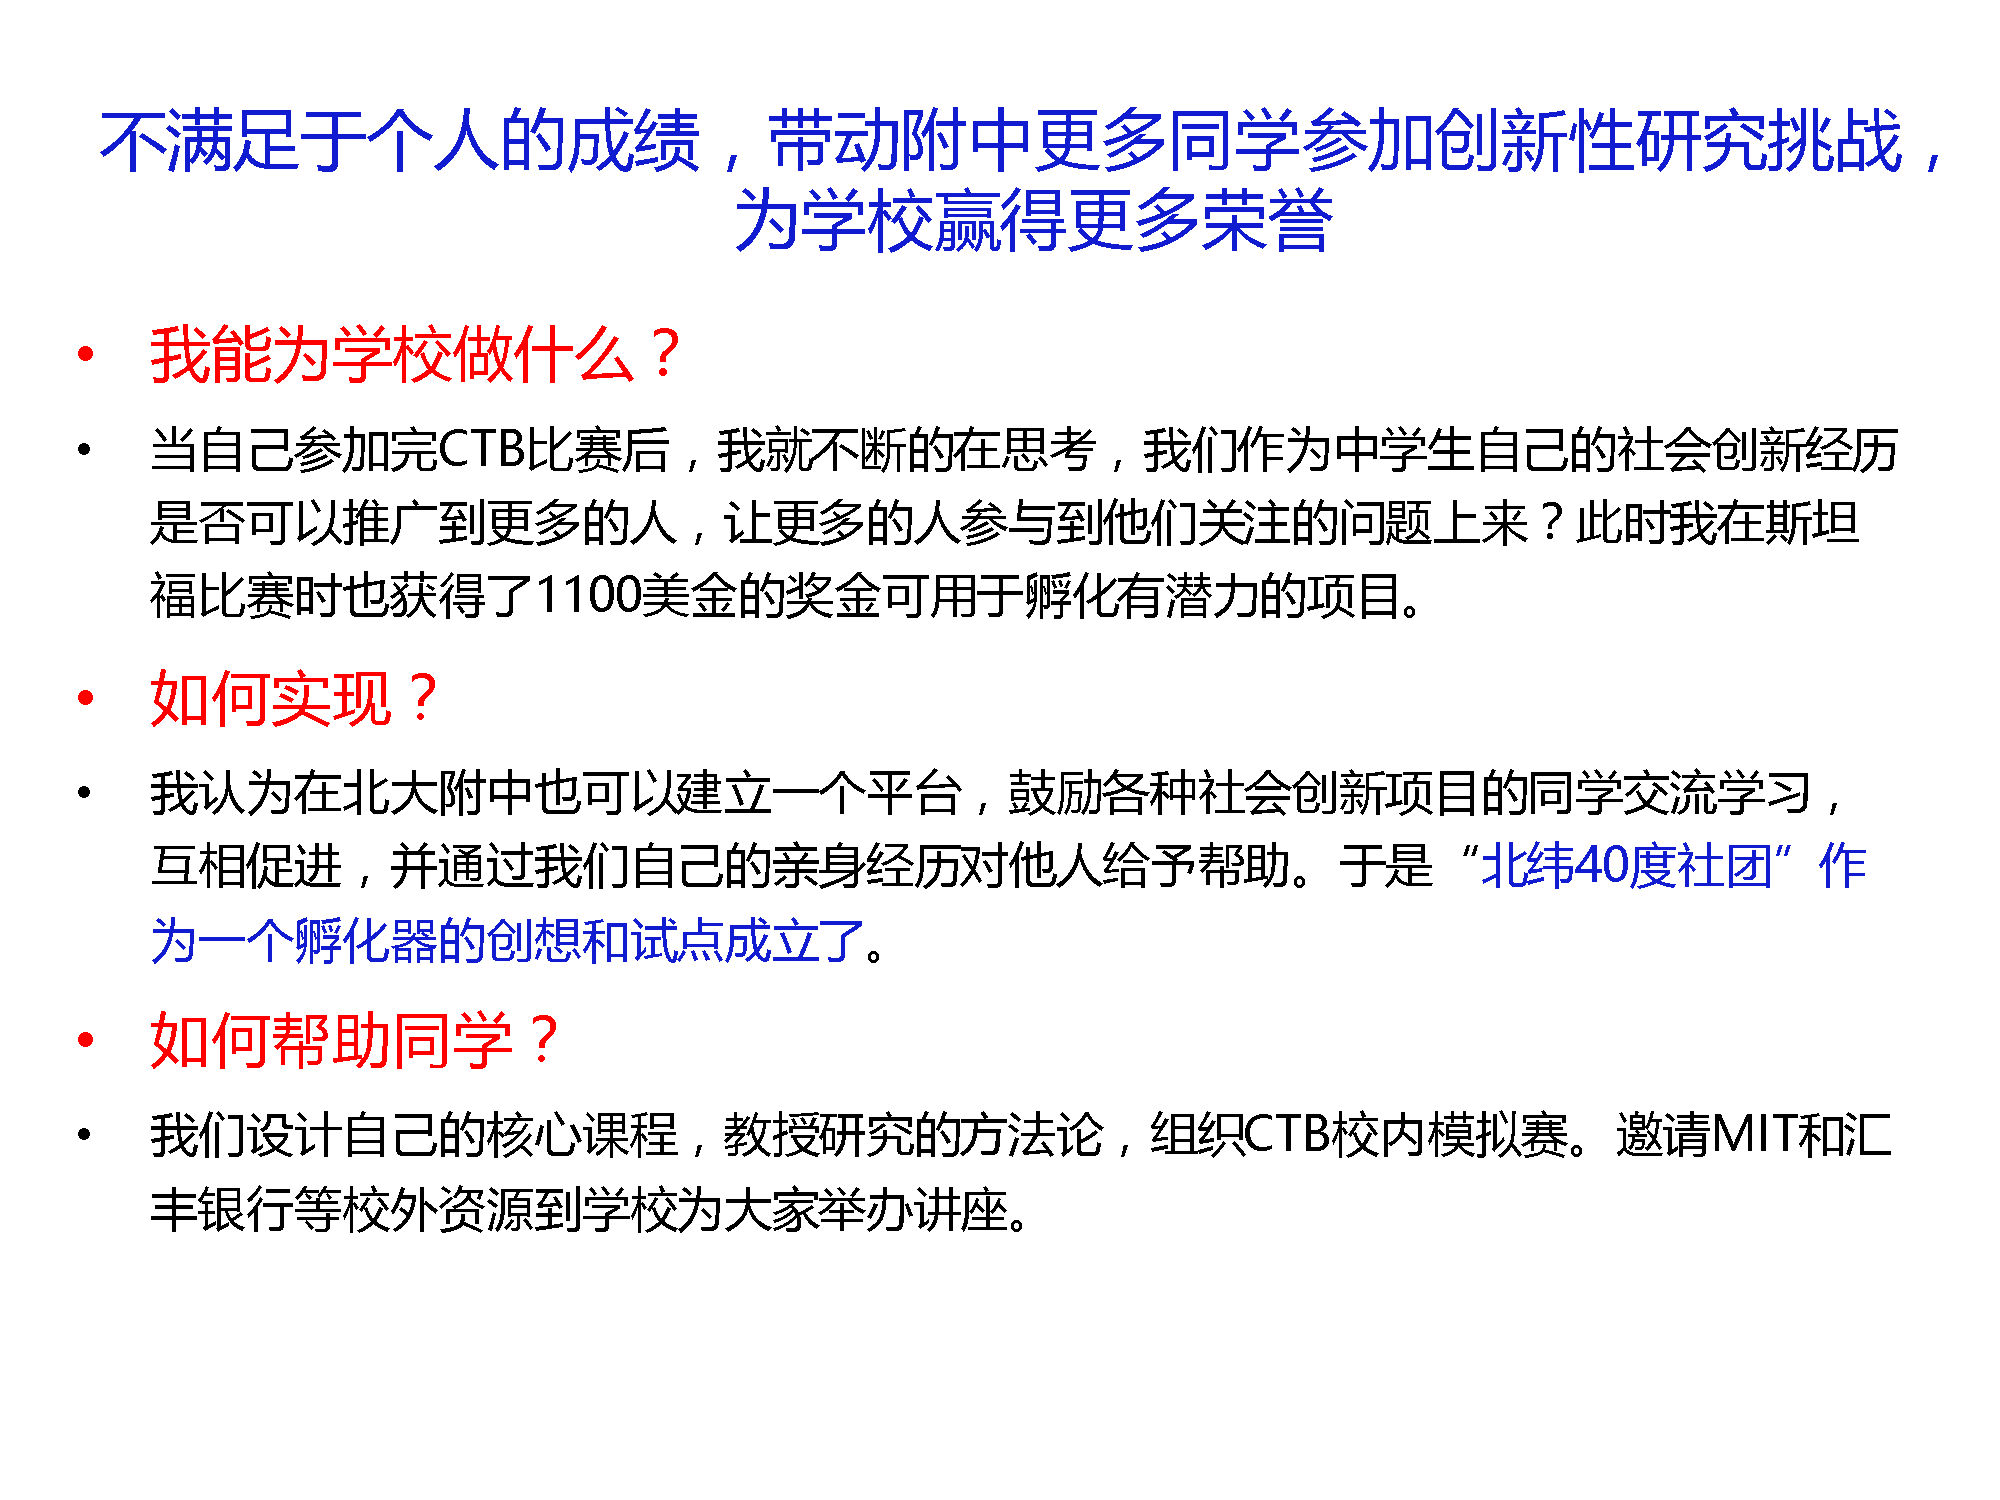 不满足于个人的成绩，带动附中更多同学参加创新性研究挑战，
为学校赢得更多荣誉
• 我能为学校做什么？
• 当自己参加完CTB比赛后，我就不断的在思考，我们作为中学生自己的社会创新经历
是否可以推广到更多的人，让更多的人参与到他们关注的问题上来？此时我在斯坦
福比赛时也获得了1100美金的奖金可用于孵化有潜力的项目。
• 如何实现？
• 我认为在北大附中也可以建立一个平台，鼓励各种社会创新项目的同学交流学习，
互相促进，并通过我们自己的亲身经历对他人给予帮助。于是“北纬40度社团”作
为一个孵化器的创想和试点成立了。
• 如何帮助同学？
• 我们设计自己的核心课程，教授研究的方法论，组织CTB校内模拟赛。邀请MIT和汇
丰银行等校外资源到学校为大家举办讲座。